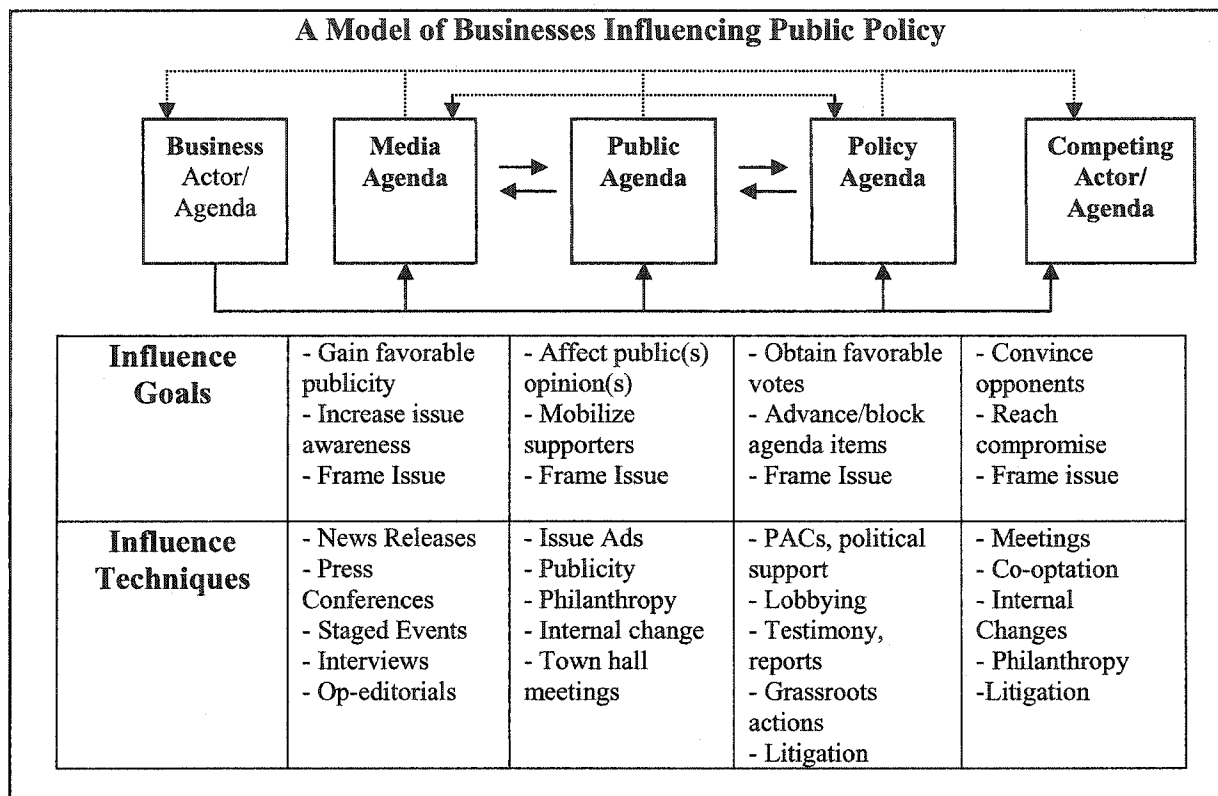 A Model of Businesses Influencing Public Policy
Business
Actor/
Agenda
Media
Agenda
Public
Agenda
Policy
Agenda
Competing
Actor/
Agenda
Influence
Goals
- Gain favorable
publicity
- Increase issue
awareness
- Frame Issue
- Affect public(s)
opinion(s)
- Mobilize
supporters
- Frame Issue
- Obtain favorable
votes
- Advance/block
agenda items
- Frame Issue
- Convince
opponents
- Reach
compromise
- Frame issue
Influence
Techniques
- News Releases
- Press
Conferences
- Staged Events
- Interviews
- Op-editorials
- Issue Ads
- Publicity
- Philanthropy
- Internal change
- Town hall
meetings
- PACs, political
support
- Lobbying
- Testimony,
reports
- Grassroots
actions
- Litigation
- Meetings
- Co-optation
- Internal
Changes
- Philanthropy
-Litigation